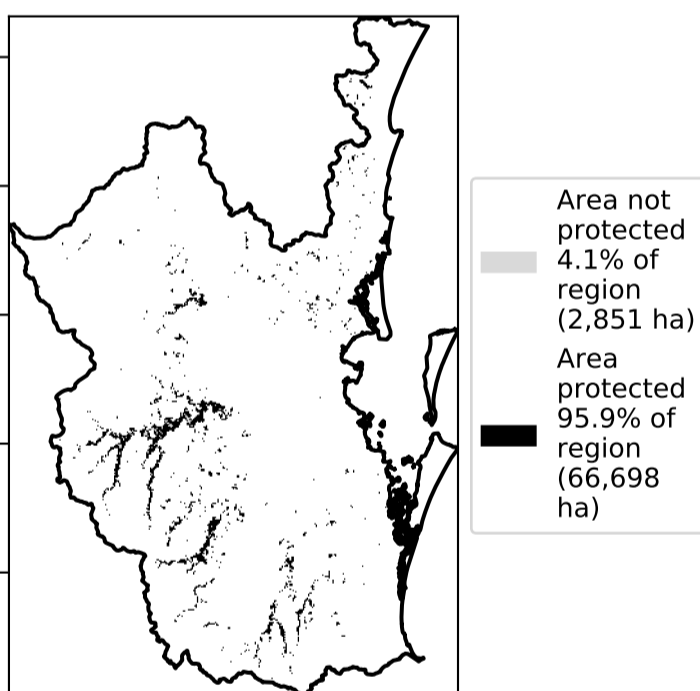 Area not
protected
4.1% of
region
(2,851 ha)
Area
protected
95.9% of
region
(66,698
ha)